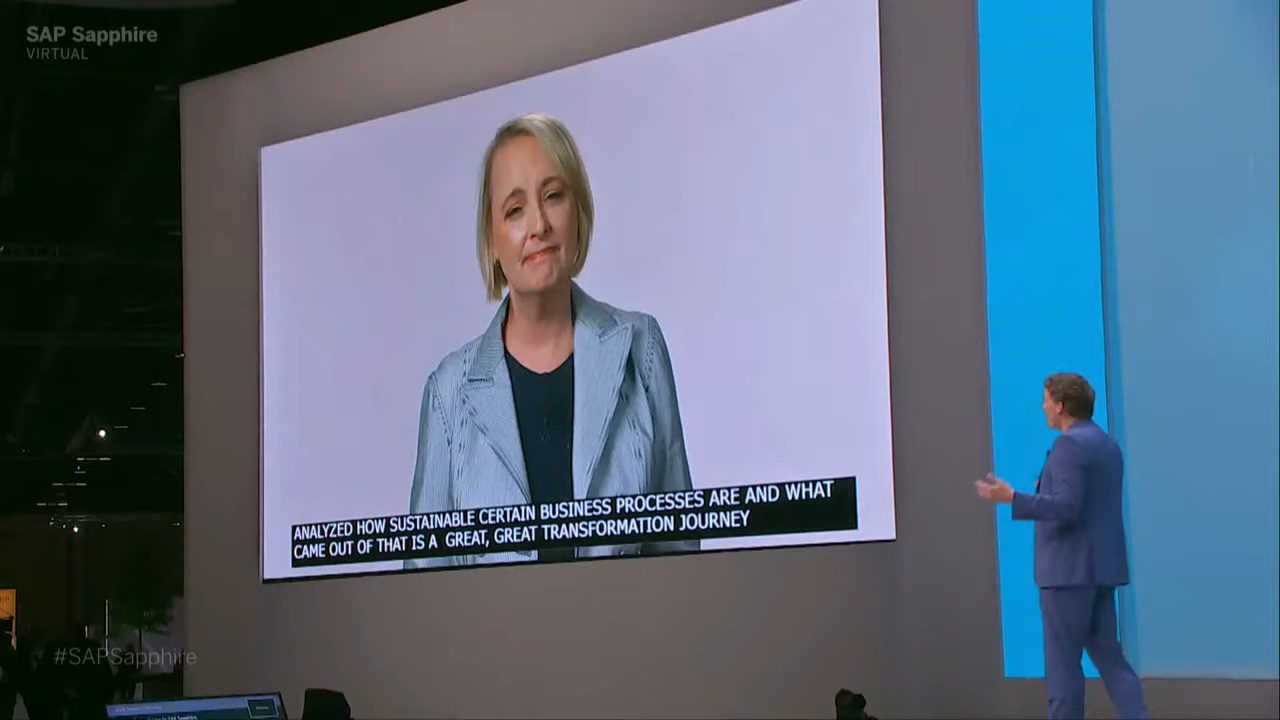 SAP Sapphire
VIRTUAL
ANALYZED HOW SUSTAINABLE CERTAIN BUSINESS PROCESSES ARE AND WHAT
CAME OUT OF THAT IS A GREAT, GREAT TRANSFORMATION JOURNEY
#SAPSapphire